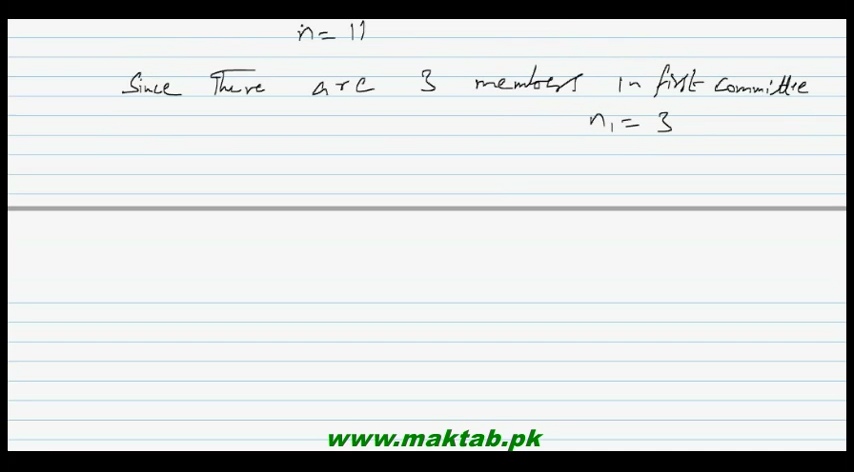 n = 11
Since There are 3 members in first committee
n₁ = 3
www.maktab.pk